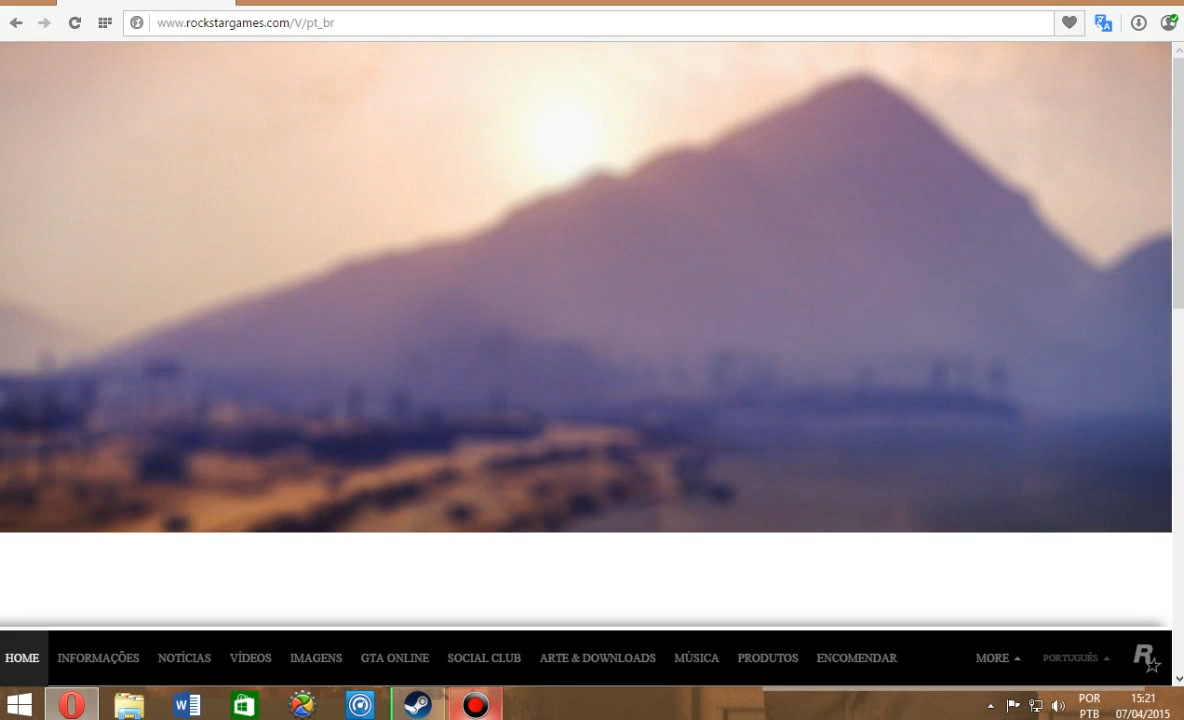 www.rockstargames.com/V/pt_br
HOME INFORMAÇÕES NOTÍCIAS VÍDEOS IMAGENS GTA ONLINE SOCIAL CLUB ARTE & DOWNLOADS MÚSICA PRODUTOS ENCOMENDAR MORE PORTUGUÊS R
POR 15:21
PTB 07/04/2015